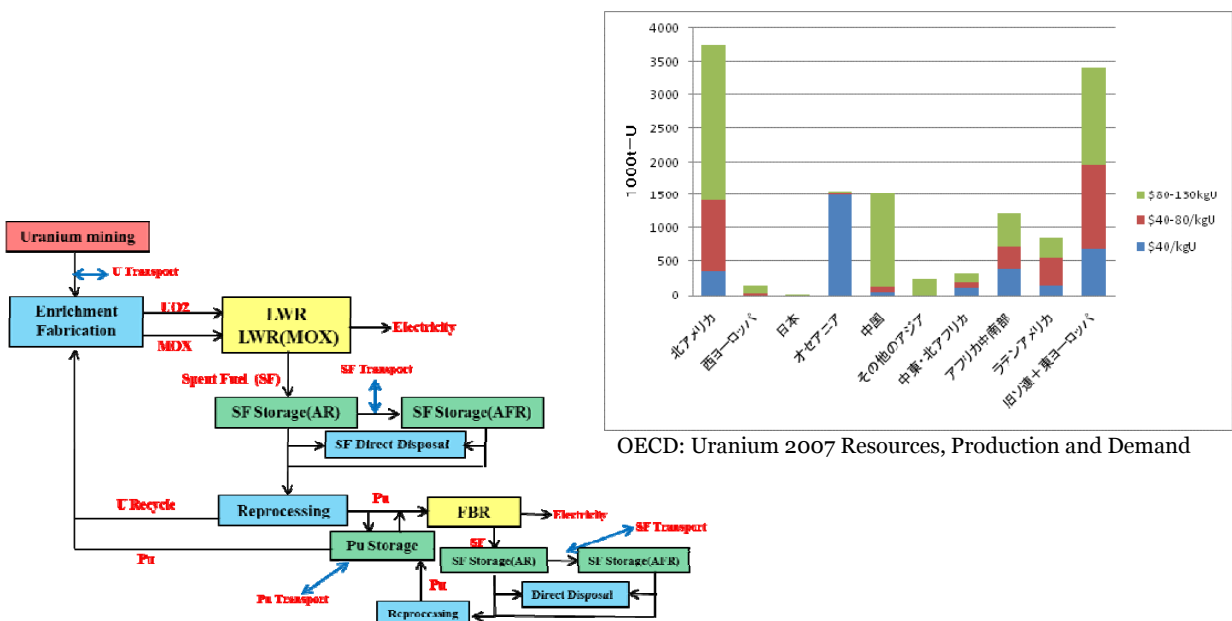 Uranium mining
U Transport
Enrichment
Fabrication
UO2
MOX
LWR
LWR(MOX)
Electricity
Spent Fuel (SF)
SF Transport
SF Storage(AR)
SF Storage(AFR)
SF Direct Disposal
U Recycle
Reprocessing
Pu
FBR
Electricity
SF Transport
Pu Storage
SF
SF Storage(AR)
SF Storage(AFR)
Pu
Pu
Pu Transport
Direct Disposal
Reprocessing
1000t-U
4000
3500
3000
2500
2000
1500
1000
500
0
北アメリカ
西ヨーロッパ
日本
オセアニア
中国
その他のアジア
中東・北アフリカ
アフリカ中南部
ラテンアメリカ
旧ソ連+東ヨーロッパ
$80-130kgU
$40-80/kgU
$40/kgU
OECD: Uranium 2007 Resources, Production and Demand